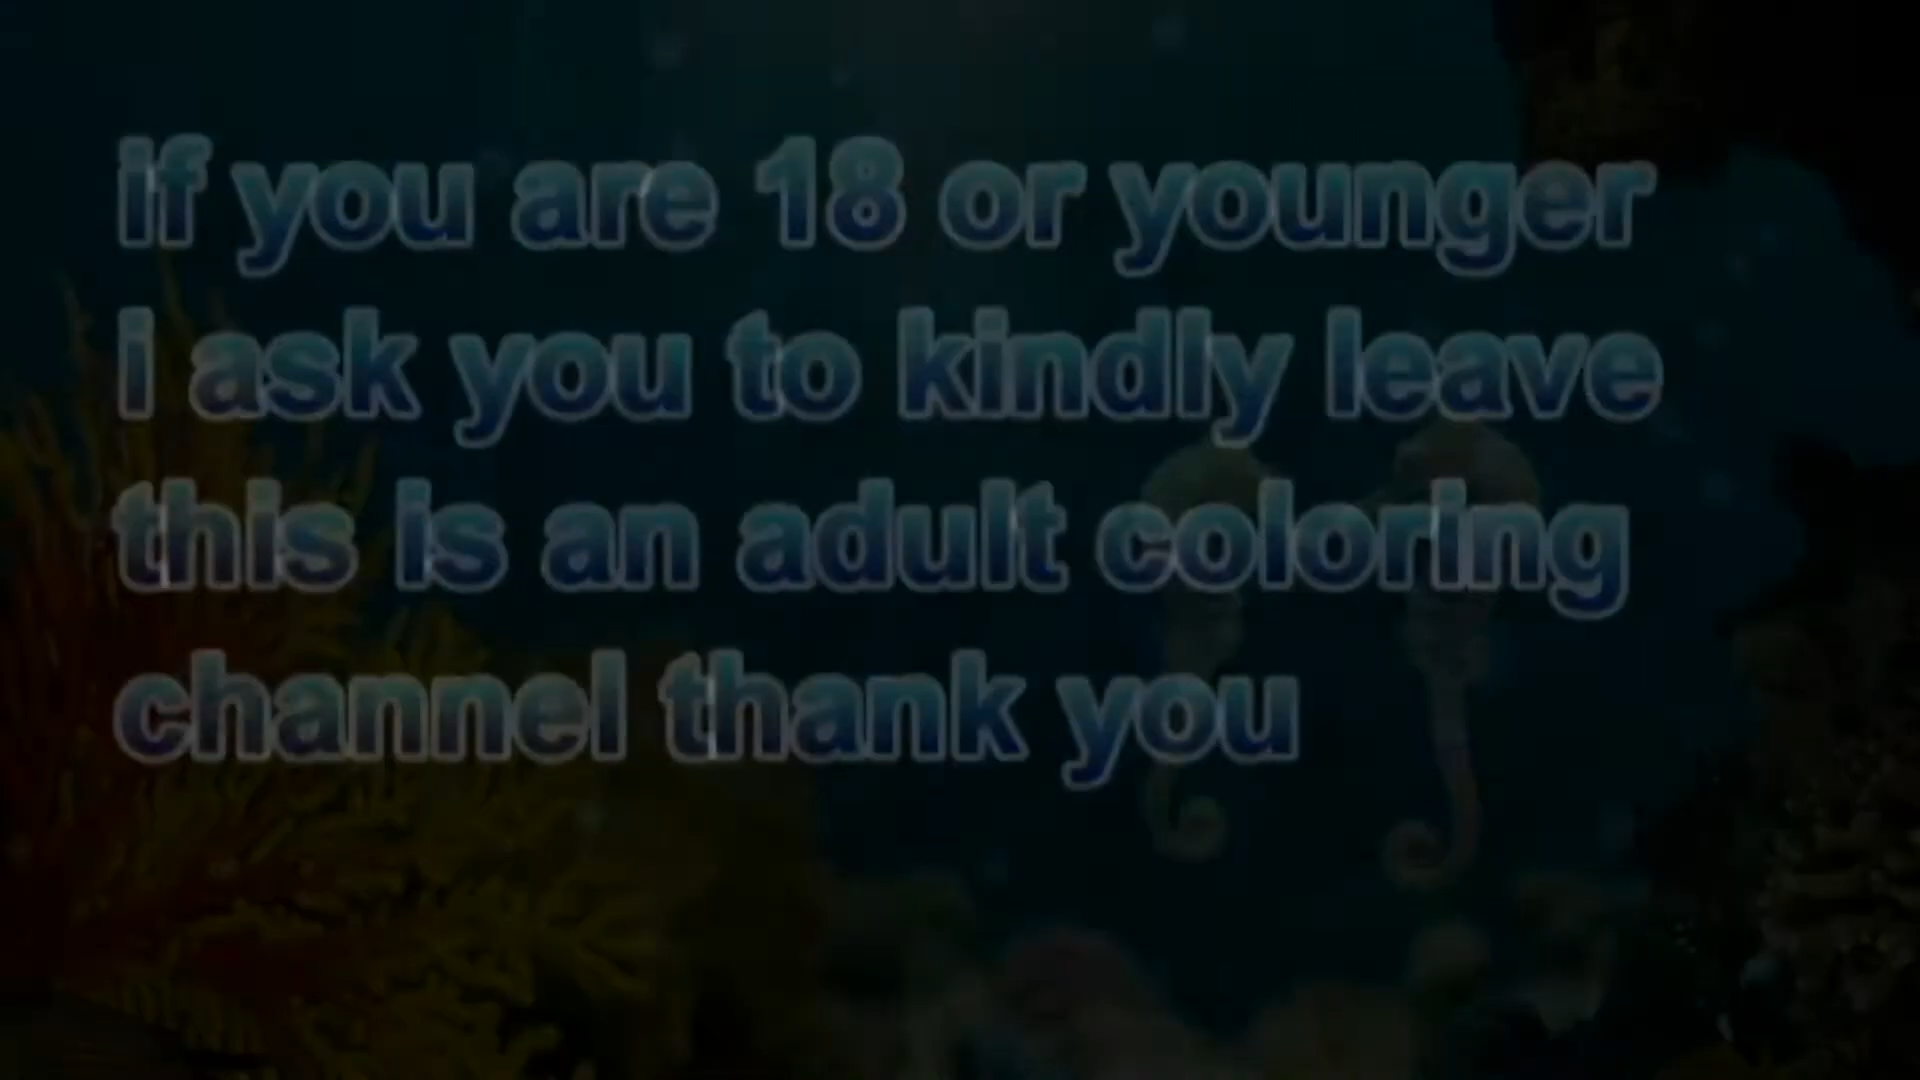 if you are 18 or younger
i ask you to kindly leave
this is an adult coloring
channel thank you